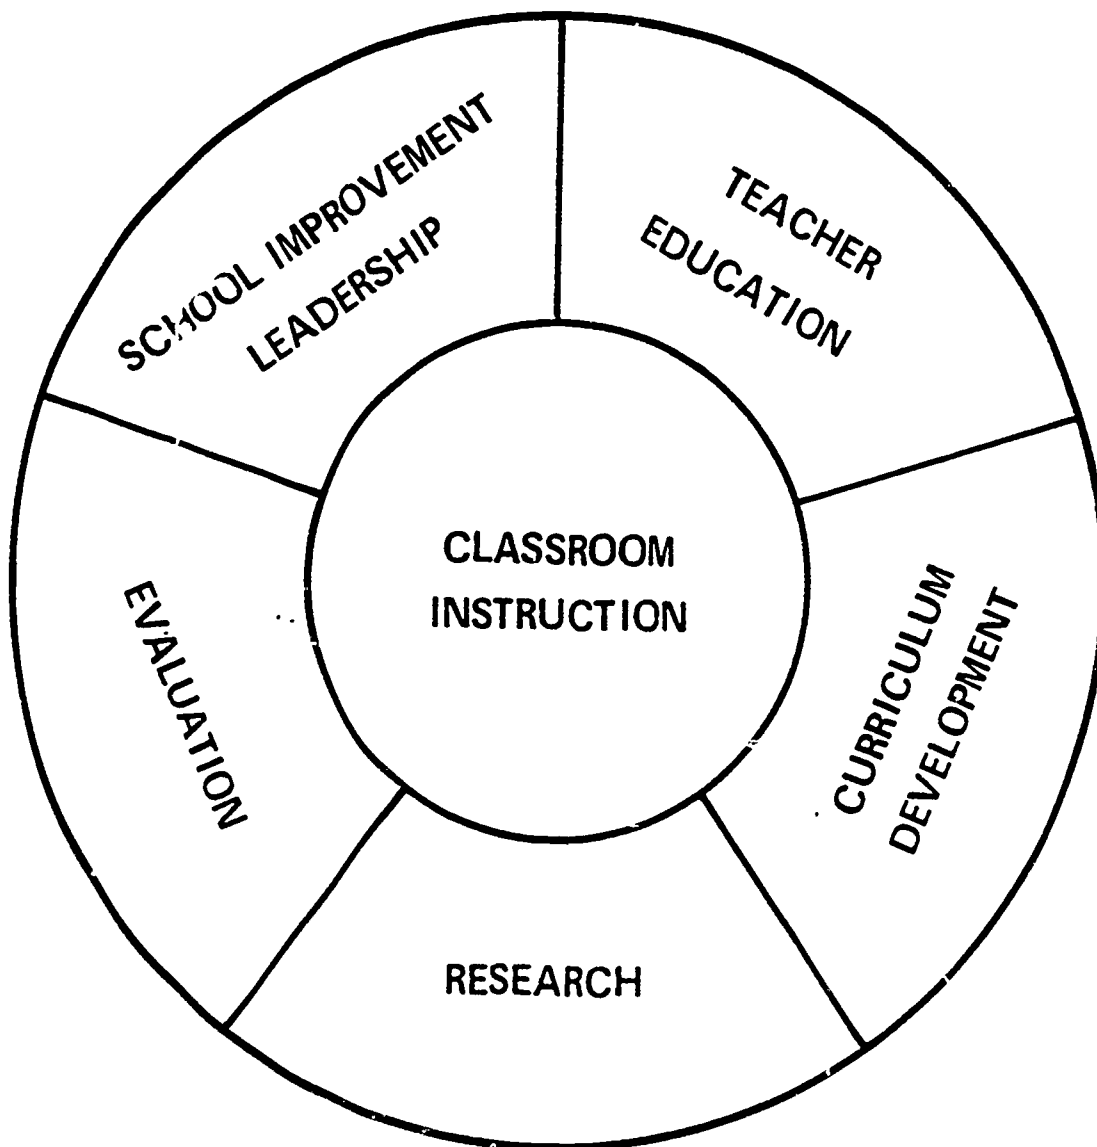 SCHOOL IMPROVEMENT
LEADERSHIP
TEACHER
EDUCATION
CLASSROOM
INSTRUCTION
EVALUATION
CURRICULUM
DEVELOPMENT
RESEARCH